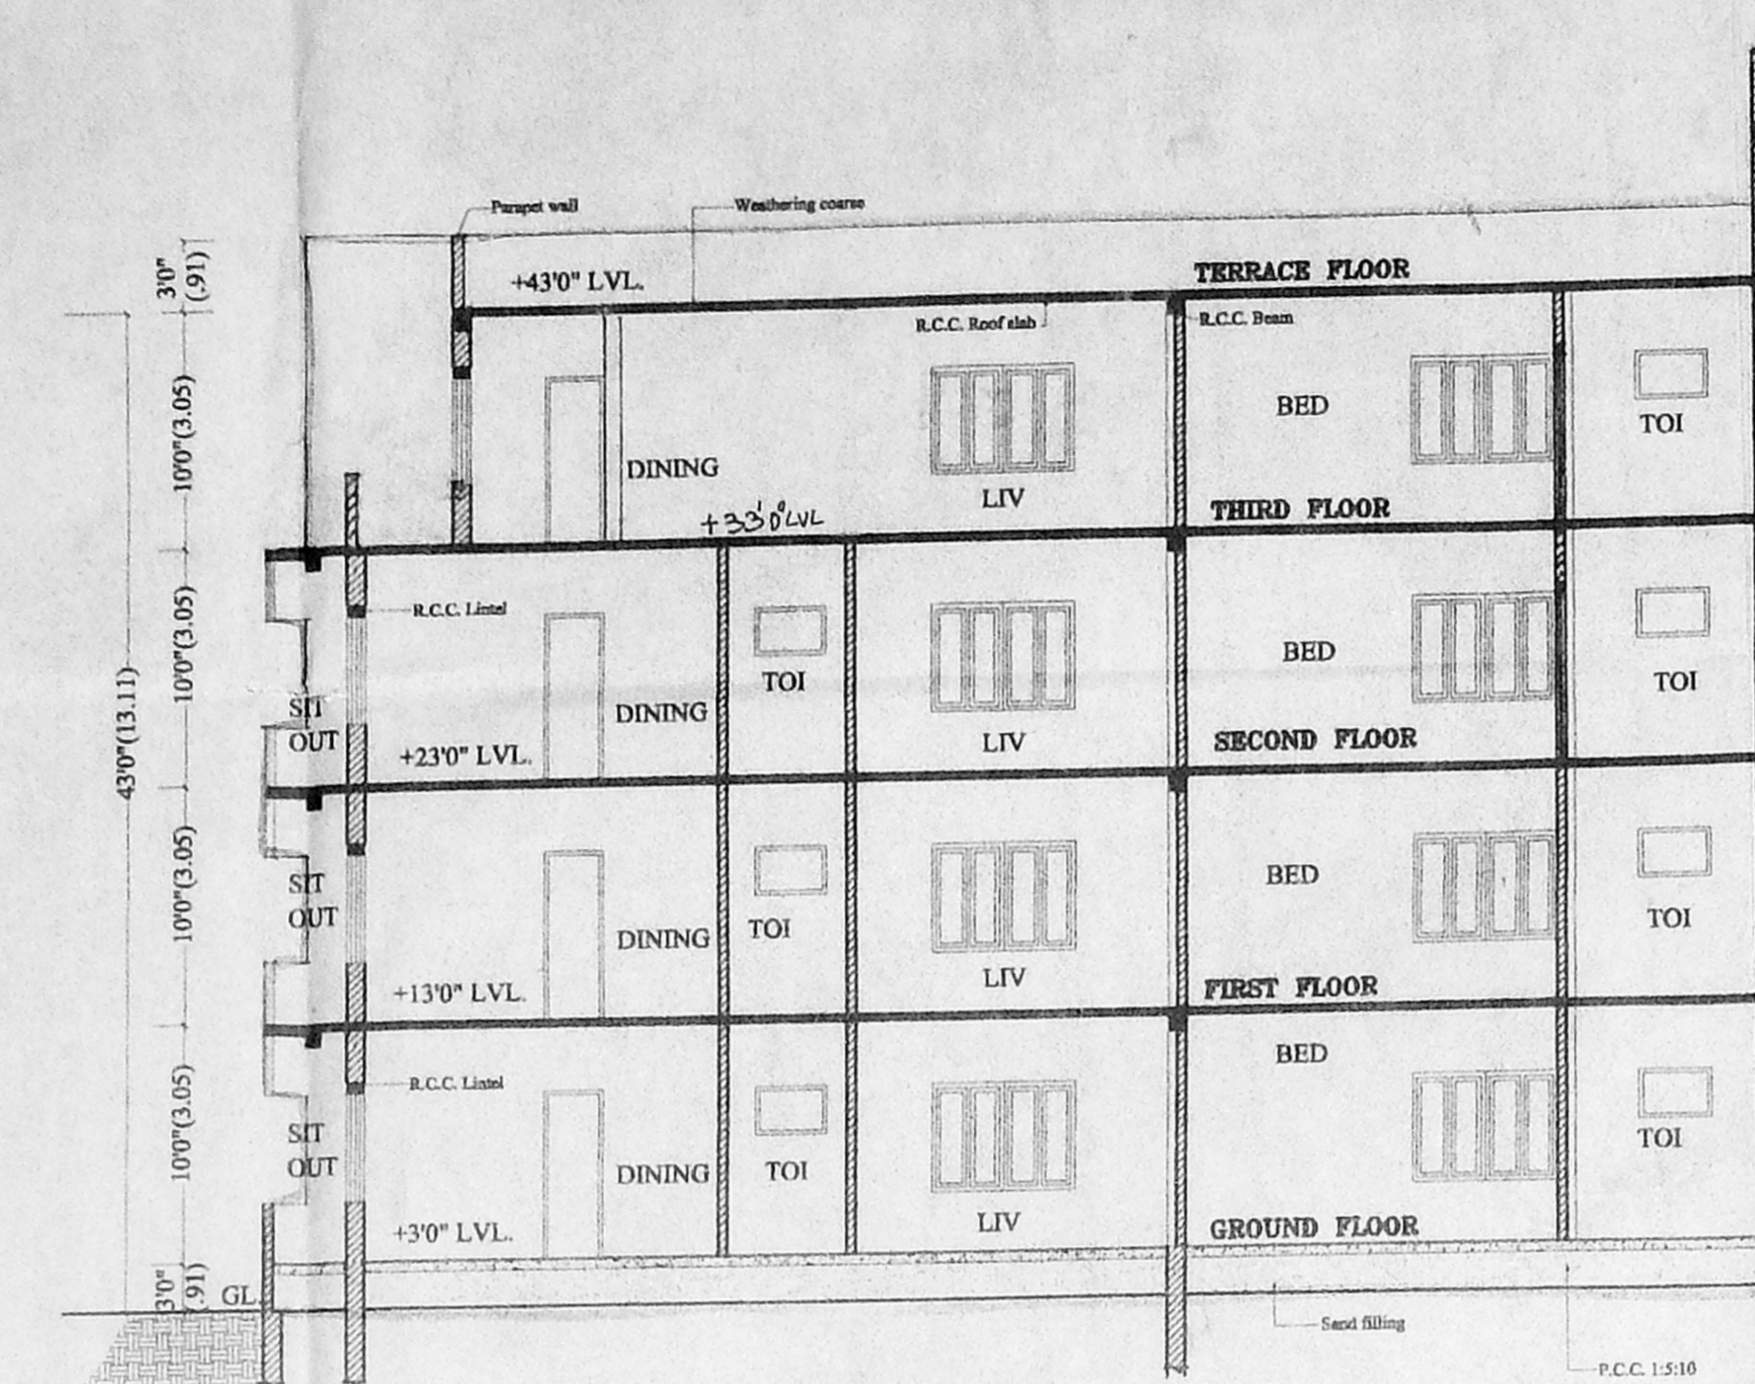 Parapet wall
Weathering coarse
3'0"
(.91)
+43'0" LVL.
TERRACE FLOOR
R.C.C. Roof slab
R.C.C. Beam
10'0"(3.05)
BED
TOI
DINING
LIV
+33'0" LVL
THIRD FLOOR
10'0"(3.05)
R.C.C. Lintel
43'0"(13.11)
SIT
OUT
DINING
TOI
BED
TOI
+23'0" LVL.
LIV
SECOND FLOOR
10'0"(3.05)
SIT
OUT
DINING
TOI
BED
TOI
+13'0" LVL.
LIV
FIRST FLOOR
10'0"(3.05)
R.C.C. Lintel
BED
SIT
OUT
DINING
TOI
TOI
+3'0" LVL.
LIV
GROUND FLOOR
3'0"
(.91)
GL
Sand filling
P.C.C. 1:5:10